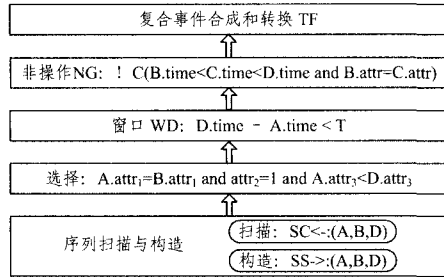 复合事件合成和转换 TF
非操作NG: ! C(B.time<C.time<D.time and B.attr=C.attr)
窗口 WD: D.time - A.time < T
选择: A.attr₁=B.attr₁ and attr₂=1 and A.attr₃<D.attr₃
序列扫描与构造
扫描: SC<-:(A,B,D)
构造: SS->:(A,B,D)